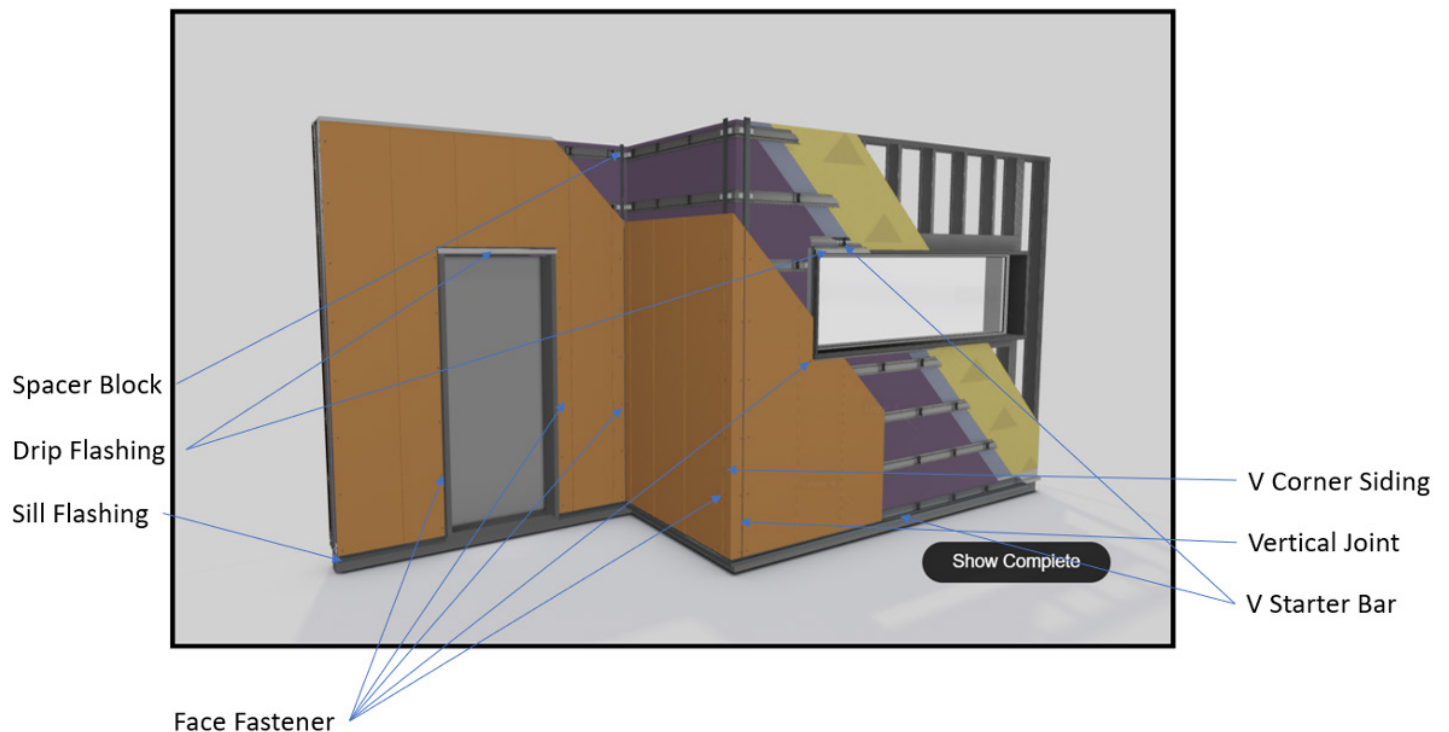 Spacer Block
Drip Flashing
Sill Flashing
Face Fastener
V Corner Siding
Vertical Joint
V Starter Bar
Show Complete